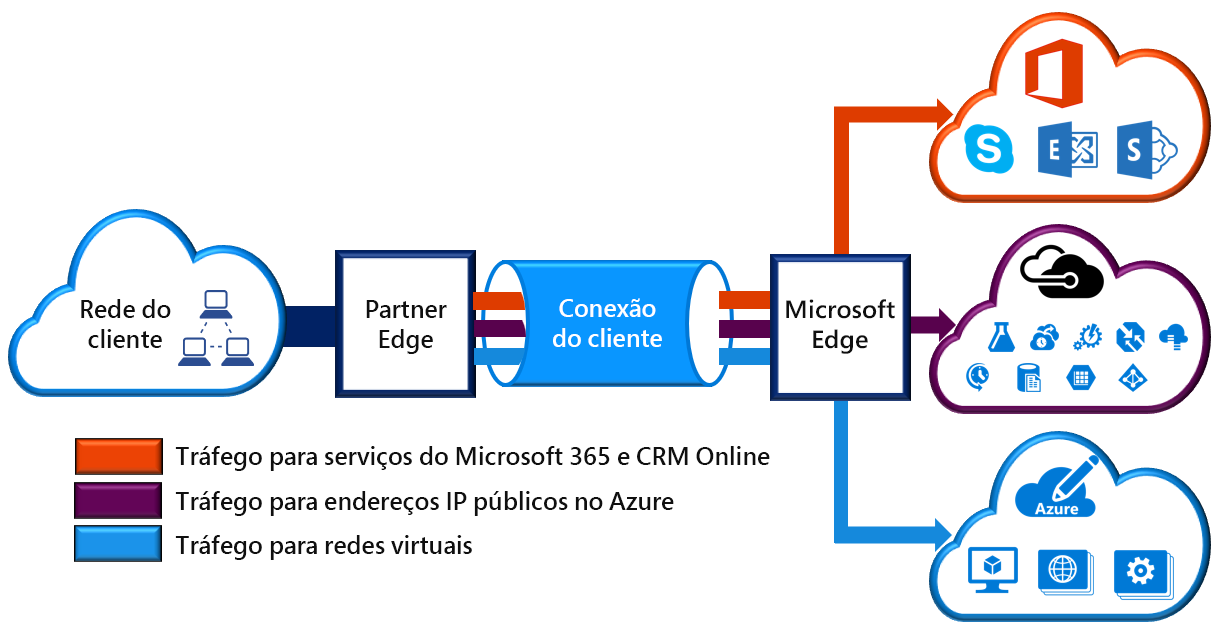 Rede do
cliente
Partner
Edge
Conexão
do cliente
Microsoft
Edge
S
E
S
Azure
Tráfego para serviços do Microsoft 365 e CRM Online
Tráfego para endereços IP públicos no Azure
Tráfego para redes virtuais